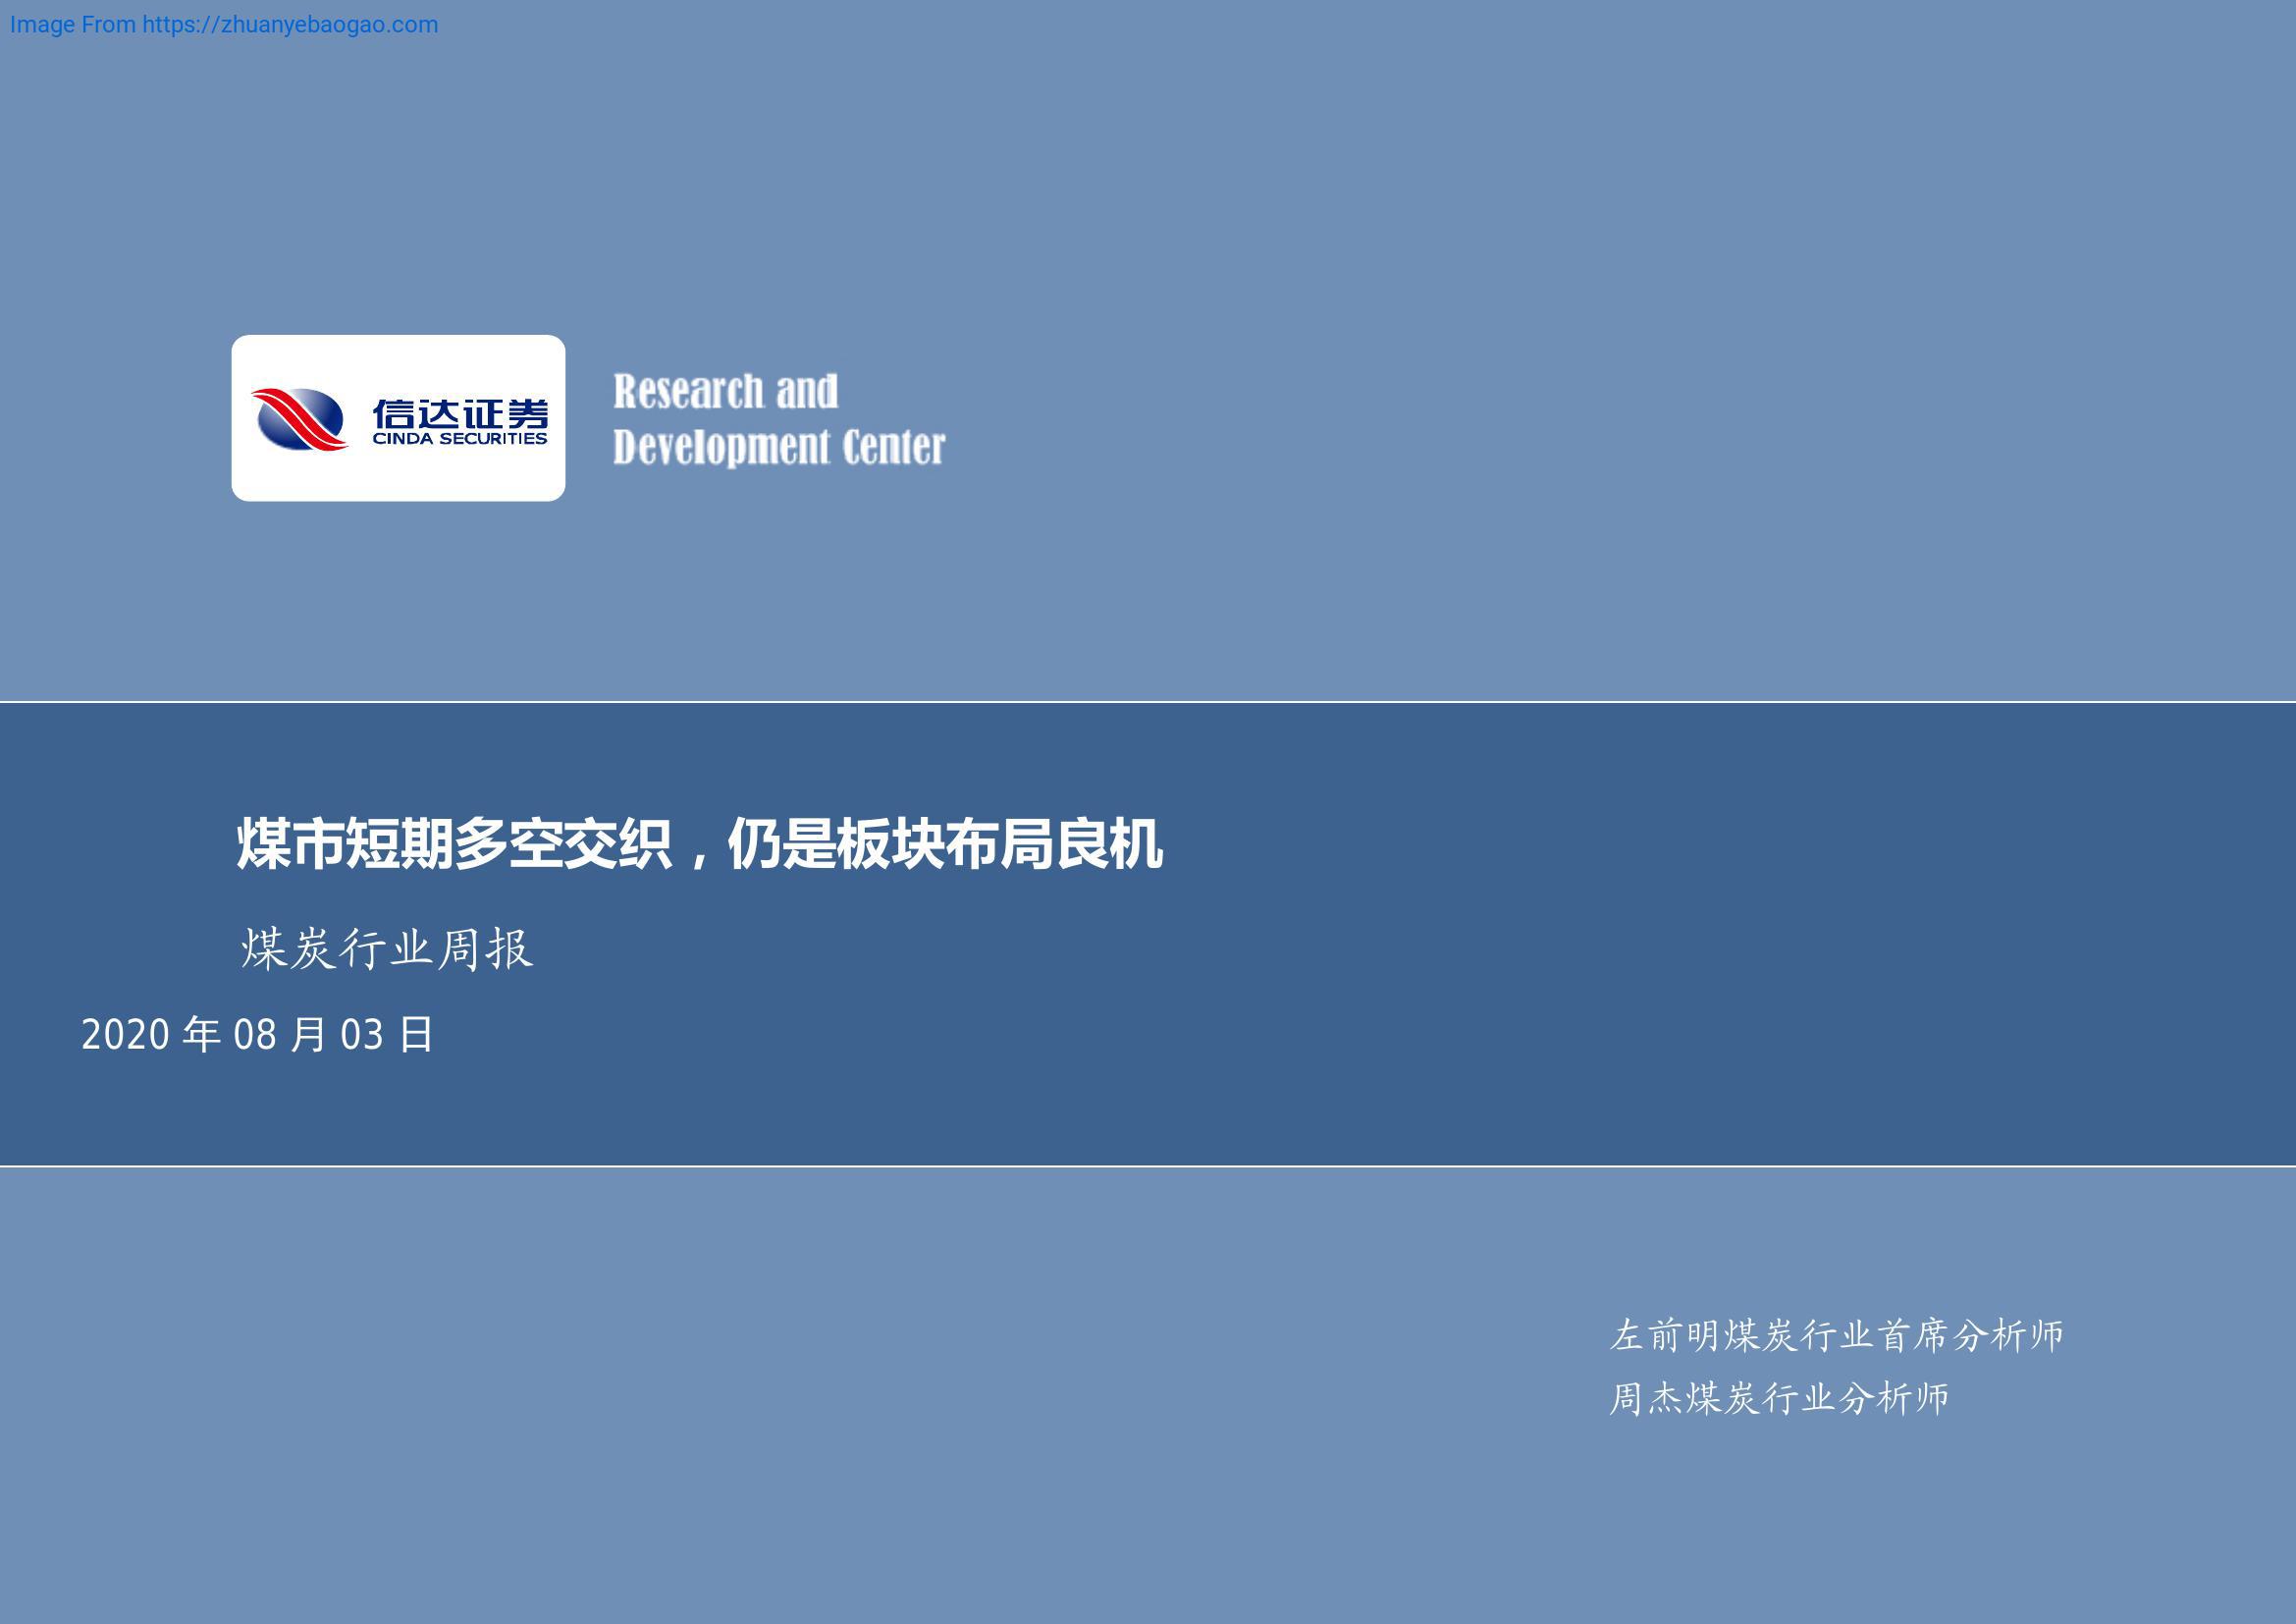 Image From https://zhuanyebaogao.com
信达证券
CINDA SECURITIES
Research and
Development Center
煤市短期多空交织，仍是板块布局良机
煤炭行业周报
2020 年 08 月 03 日
左前明煤炭行业首席分析师
周杰煤炭行业分析师